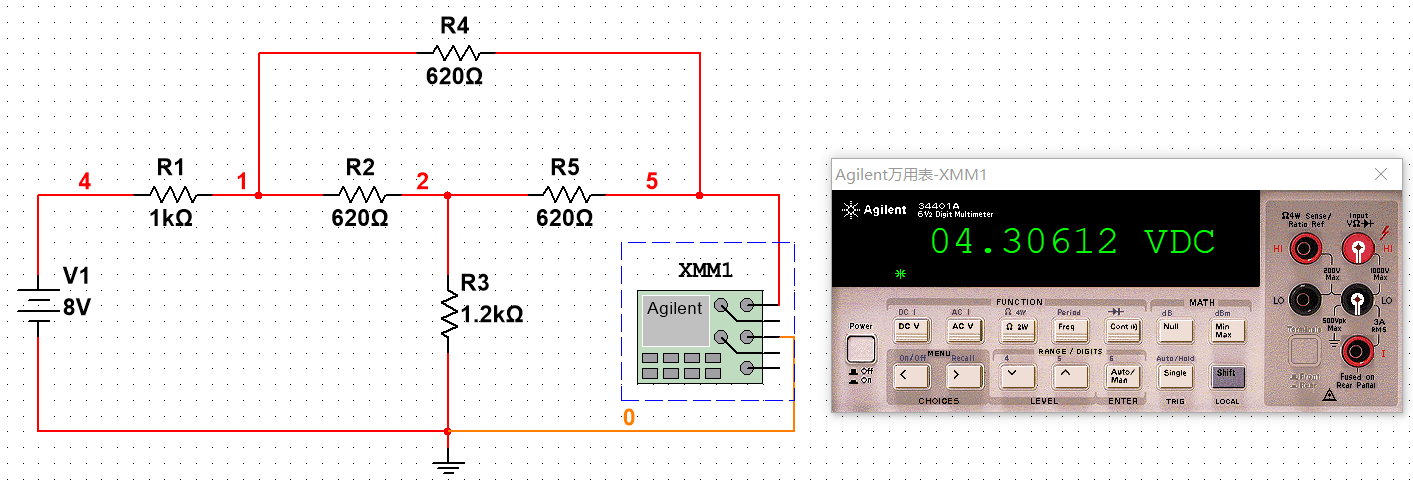 R4
620Ω
R1
R2
R5
4
1
2
5
1kΩ
620Ω
620Ω
V1
8V
R3
1.2kΩ
XMM1
Agilent
0
Agilent万用表-XMM1
Agilent
34401A
6½ Digit Multimeter
04.30612 VDC
*
FUNCTION
MATH
DC I
AC I
Ω 4W
Period
dB
dBm
DC V
AC V
Ω 2W
Freq
Cont
Null
Min
Max
Power
Off
On
MENU
RANGE / DIGITS
On/Off
Recall
4
5
6
Auto/Hold
<
>
Auto/
Man
Single
Shift
CHOICES
LEVEL
ENTER
TRIG
LOCAL
Ω4W Sense/
Ratio Ref
Input
VΩ
HI
HI
200V
Max
1000V
Max
LO
LO
500Vpk
Max
3A
RMS
I
Front
Rear
Fused on
Rear Panal